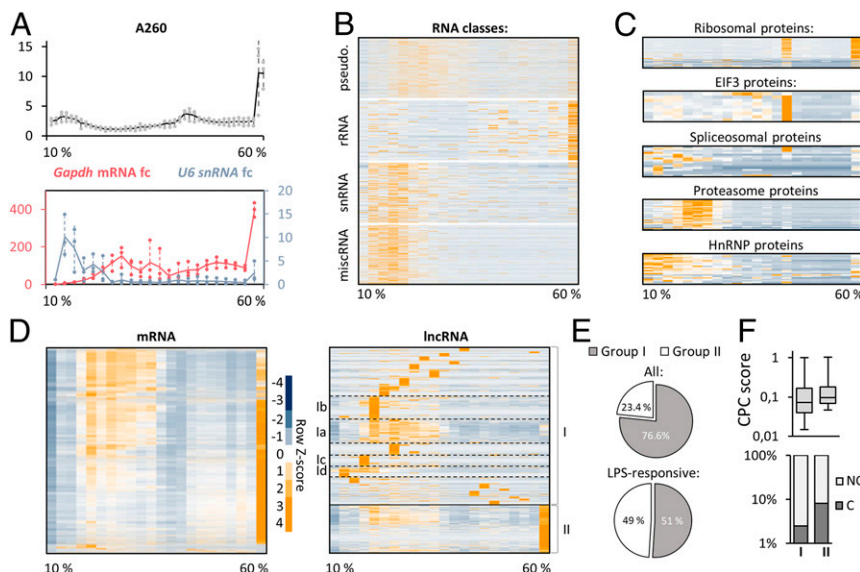 A
A260
15
10
5
0
10 %
60 %
Gapdh mRNA fc
U6 snRNA fc
400
200
0
20
15
10
5
0
10 %
60 %
B
RNA classes:
pseudo.
rRNA
snRNA
miscRNA
10 %
60 %
C
Ribosomal proteins:
EIF3 proteins:
Spliceosomal proteins
Proteasome proteins
HnRNP proteins
10 %
60 %
D
mRNA
10 %
60 %
-4
-3
-2
-1
0
1
2
3
4
Row Z-score
lncRNA
Ib
Ia
Ic
Id
I
II
10 %
60 %
E
Group I
Group II
All:
23.4 %
76.6%
LPS-responsive:
49 %
51 %
F
CPC score
1
0,1
0,01
100%
10%
1%
I
II
NC
C